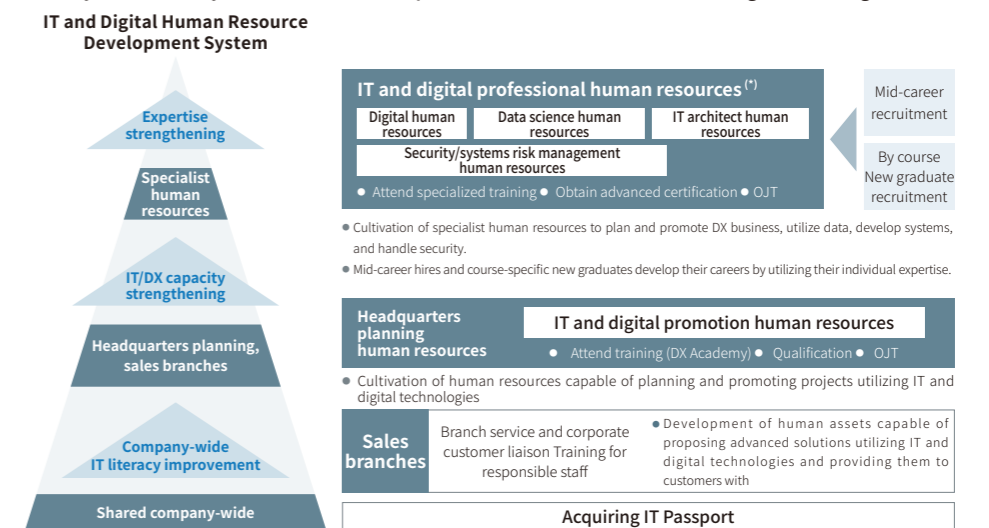 IT and Digital Human Resource
Development System
Expertise
strengthening
Specialist
human
resources
IT/DX capacity
strengthening
Headquarters planning,
sales branches
Company-wide
IT literacy improvement
Shared company-wide
IT and digital professional human resources (*)
Digital human
resources
Data science human
resources
IT architect human
resources
Security/systems risk management
human resources
● Attend specialized training ● Obtain advanced certification ● OJT
Mid-career
recruitment
By course
New graduate
recruitment
● Cultivation of specialist human resources to plan and promote DX business, utilize data, develop systems,
and handle security.
● Mid-career hires and course-specific new graduates develop their careers by utilizing their individual expertise.
Headquarters
planning
human resources
IT and digital promotion human resources
● Attend training (DX Academy) ● Qualification ● OJT
● Cultivation of human resources capable of planning and promoting projects utilizing IT and
digital technologies
Sales
branches
Branch service and corporate
customer liaison Training for
responsible staff
● Development of human assets capable of
proposing advanced solutions utilizing IT and
digital technologies and providing them to
customers with
Acquiring IT Passport